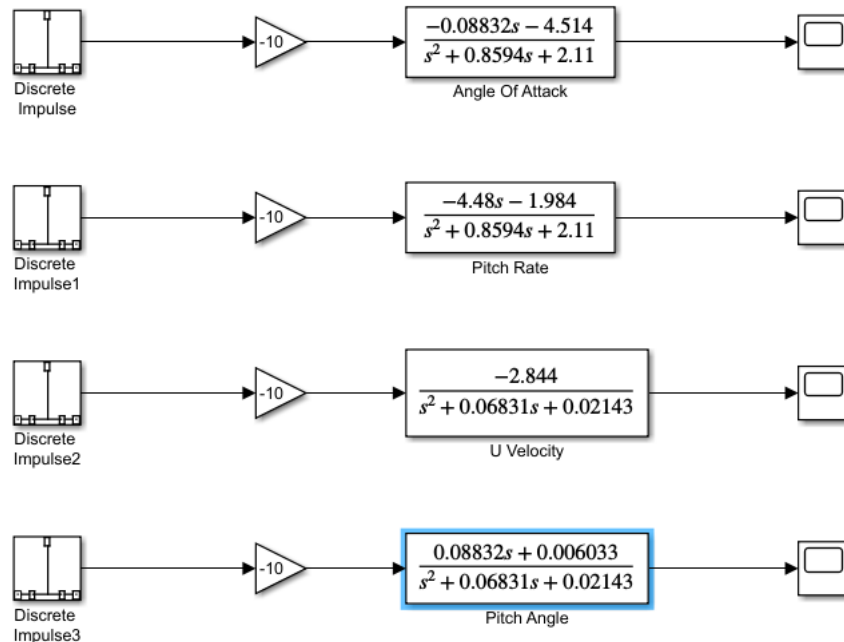 -10
-0.08832s − 4.514
s² + 0.8594s + 2.11
Discrete
Impulse
Angle Of Attack
-10
-4.48s − 1.984
s² + 0.8594s + 2.11
Discrete
Impulse1
Pitch Rate
-10
-2.844
s² + 0.06831s + 0.02143
Discrete
Impulse2
U Velocity
-10
0.08832s + 0.006033
s² + 0.06831s + 0.02143
Discrete
Impulse3
Pitch Angle